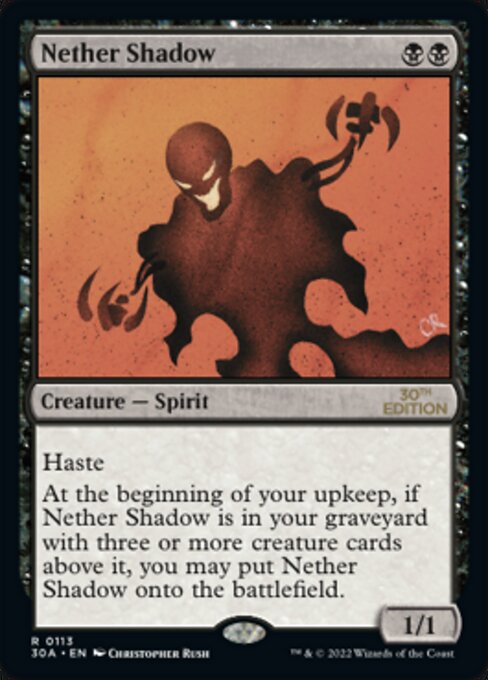 Nether Shadow
CR
Creature — Spirit
30TH
EDITION
Haste
At the beginning of your upkeep, if
Nether Shadow is in your graveyard
with three or more creature cards
above it, you may put Nether
Shadow onto the battlefield.
1/1
R 0113
30A • EN Christopher Rush
™ & © 2022 Wizards of the Coast